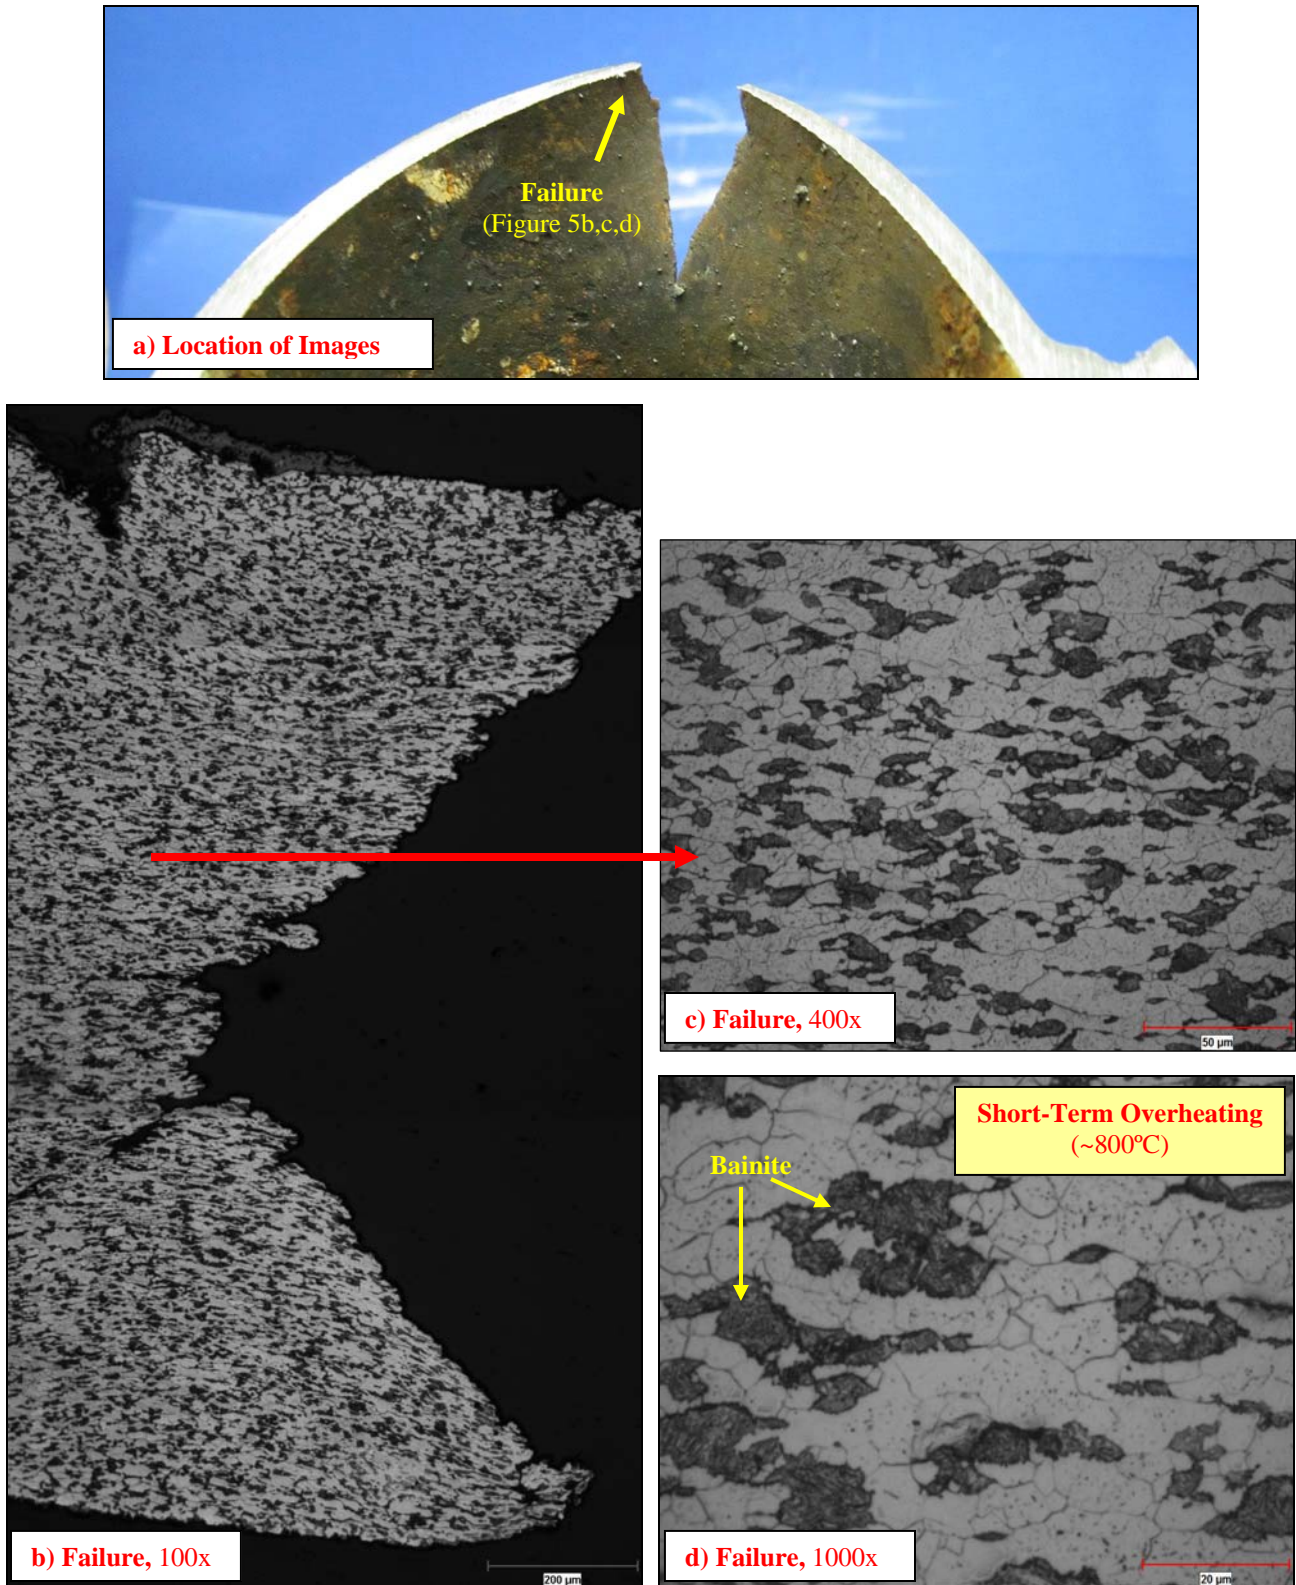 Failure
(Figure 5b,c,d)
a) Location of Images
50 µm
c) Failure, 400x
Short-Term Overheating
(~800ºC)
Bainite
b) Failure, 100x
200 µm
d) Failure, 1000x
20 µm